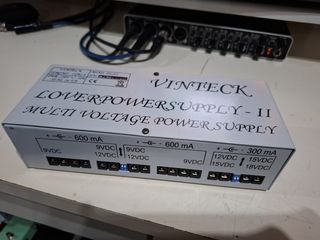 VINTECK
LOVERPOWERSUPPLY - II
MULTI VOLTAGE POWER SUPPLY
600 mA
600 mA
300 mA
9VDC
9VDC
12VDC
9VDC
12VDC
9VDC
12VDC
15VDC
15VDC
18VDC